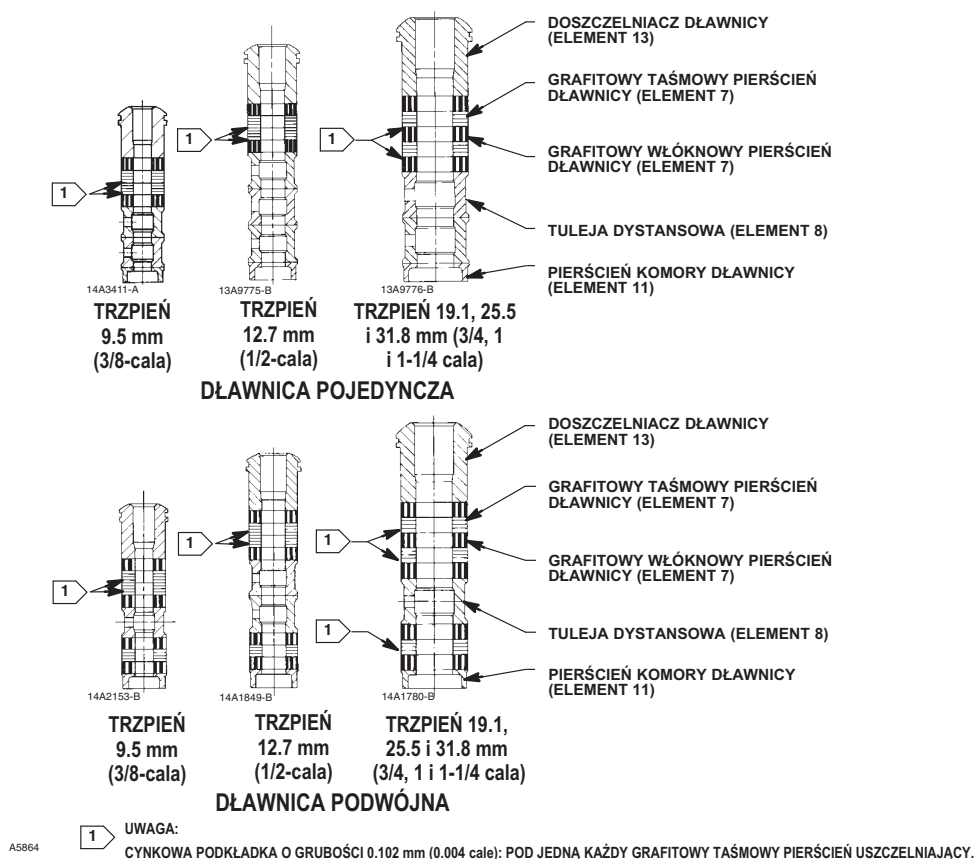 DOSZCZELNIACZ DŁAWNICY
(ELEMENT 13)
GRAFITOWY TAŚMOWY PIERŚCIEŃ
DŁAWNICY (ELEMENT 7)
1
1
1
GRAFITOWY WŁÓKNOWY PIERŚCIEŃ
DŁAWNICY (ELEMENT 7)
TULEJA DYSTANSOWA (ELEMENT 8)
PIERŚCIEŃ KOMORY DŁAWNICY
(ELEMENT 11)
14A3411-A
13A9775-B
13A9776-B
TRZPIEŃ
9.5 mm
(3/8-cala)
TRZPIEŃ
12.7 mm
(1/2-cala)
TRZPIEŃ 19.1, 25.5
i 31.8 mm (3/4, 1
i 1-1/4 cala)
DŁAWNICA POJEDYNCZA
DOSZCZELNIACZ DŁAWNICY
(ELEMENT 13)
GRAFITOWY TAŚMOWY PIERŚCIEŃ
DŁAWNICY (ELEMENT 7)
1
1
1
GRAFITOWY WŁÓKNOWY PIERŚCIEŃ
DŁAWNICY (ELEMENT 7)
1
TULEJA DYSTANSOWA (ELEMENT 8)
PIERŚCIEŃ KOMORY DŁAWNICY
(ELEMENT 11)
14A2153-B
14A1849-B
14A1780-B
TRZPIEŃ
9.5 mm
(3/8-cala)
TRZPIEŃ
12.7 mm
(1/2-cala)
TRZPIEŃ 19.1,
25.5 i 31.8 mm
(3/4, 1 i 1-1/4 cala)
DŁAWNICA PODWÓJNA
A5864
1
UWAGA:
CYNKOWA PODKŁADKA O GRUBOŚCI 0.102 mm (0.004 cale): POD JEDNĄ KAŻDY GRAFITOWY TAŚMOWY PIERŚCIEŃ USZCZELNIAJĄCY.